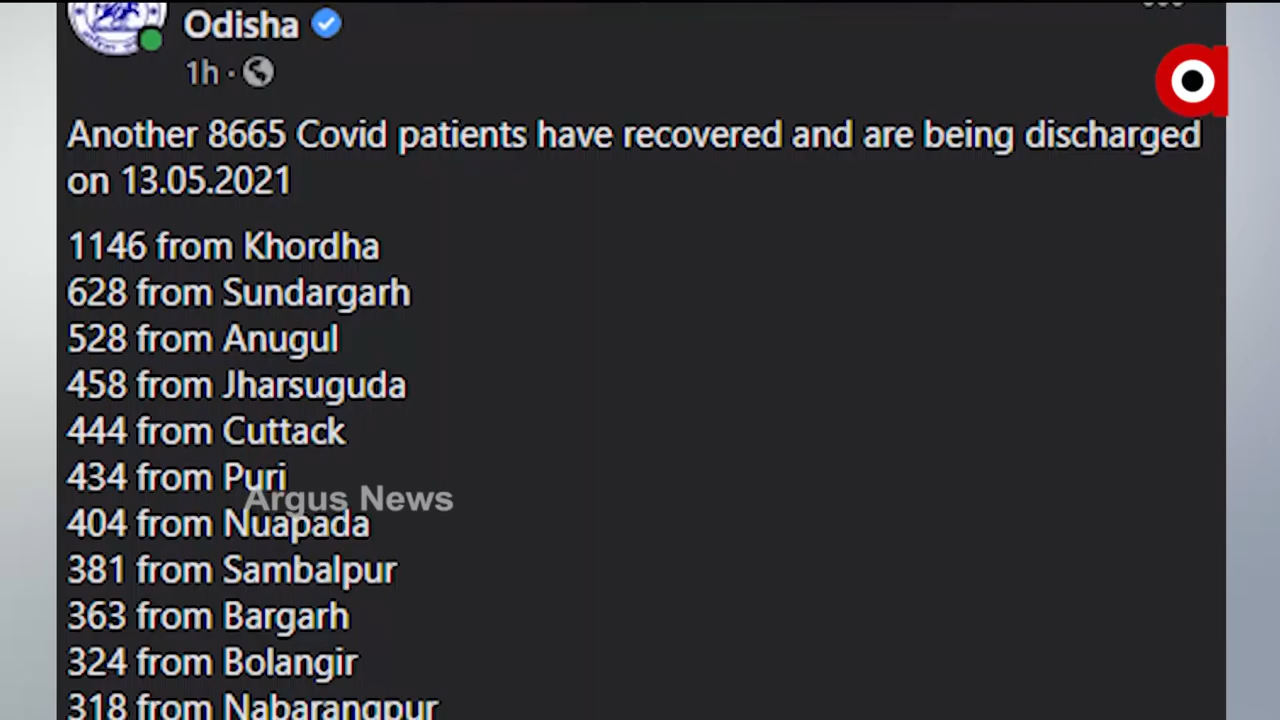 Odisha
1h ·
Another 8665 Covid patients have recovered and are being discharged
on 13.05.2021
1146 from Khordha
628 from Sundargarh
528 from Anugul
458 from Jharsuguda
444 from Cuttack
434 from Puri
Argus News
404 from Nuapada
381 from Sambalpur
363 from Bargarh
324 from Bolangir
318 from Nabarangpur